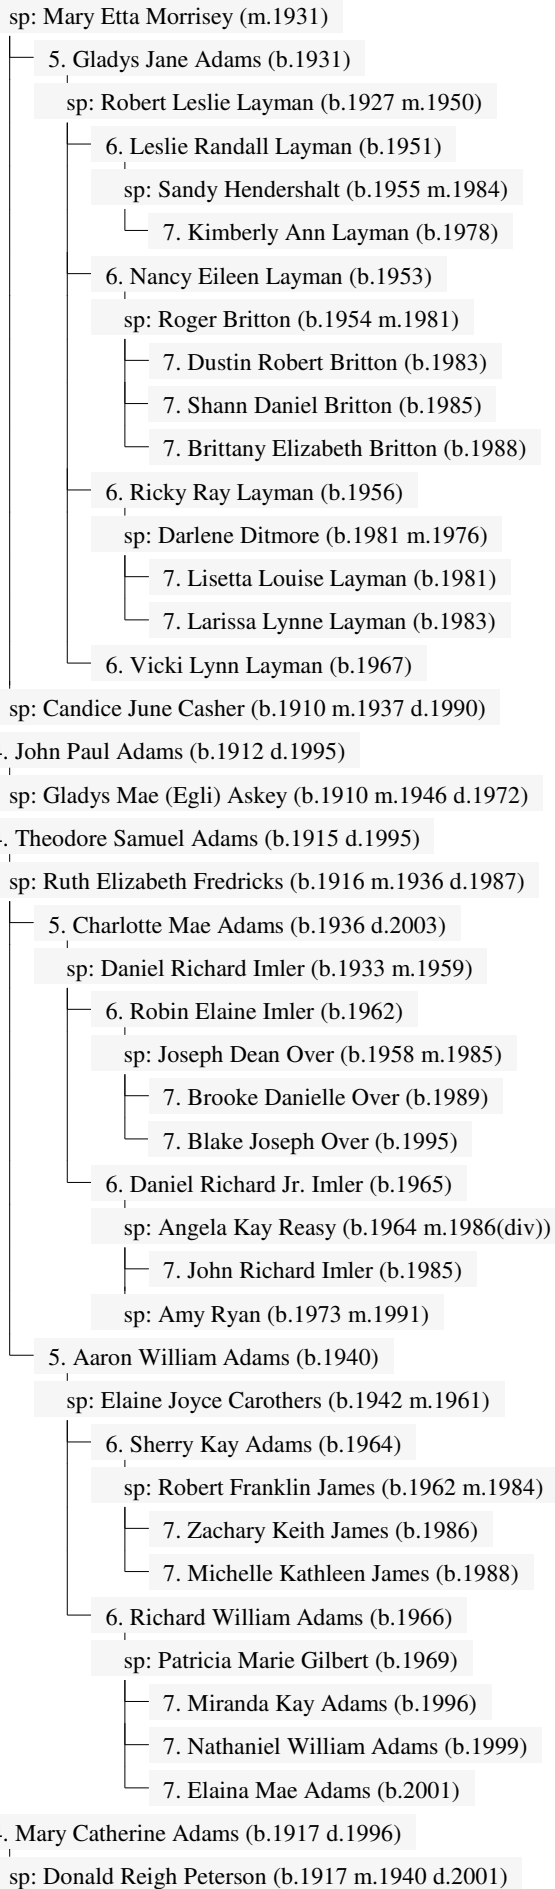 sp: Mary Etta Morrisey (m.1931)
5. Gladys Jane Adams (b.1931)
sp: Robert Leslie Layman (b.1927 m.1950)
6. Leslie Randall Layman (b.1951)
sp: Sandy Hendershalt (b.1955 m.1984)
7. Kimberly Ann Layman (b.1978)
6. Nancy Eileen Layman (b.1953)
sp: Roger Britton (b.1954 m.1981)
7. Dustin Robert Britton (b.1983)
7. Shann Daniel Britton (b.1985)
7. Brittany Elizabeth Britton (b.1988)
6. Ricky Ray Layman (b.1956)
sp: Darlene Ditmore (b.1981 m.1976)
7. Lisetta Louise Layman (b.1981)
7. Larissa Lynne Layman (b.1983)
6. Vicki Lynn Layman (b.1967)
sp: Candice June Casher (b.1910 m.1937 d.1990)
. John Paul Adams (b.1912 d.1995)
sp: Gladys Mae (Egli) Askey (b.1910 m.1946 d.1972)
. Theodore Samuel Adams (b.1915 d.1995)
sp: Ruth Elizabeth Fredricks (b.1916 m.1936 d.1987)
5. Charlotte Mae Adams (b.1936 d.2003)
sp: Daniel Richard Imler (b.1933 m.1959)
6. Robin Elaine Imler (b.1962)
sp: Joseph Dean Over (b.1958 m.1985)
7. Brooke Danielle Over (b.1989)
7. Blake Joseph Over (b.1995)
6. Daniel Richard Jr. Imler (b.1965)
sp: Angela Kay Reasy (b.1964 m.1986(div))
7. John Richard Imler (b.1985)
sp: Amy Ryan (b.1973 m.1991)
5. Aaron William Adams (b.1940)
sp: Elaine Joyce Carothers (b.1942 m.1961)
6. Sherry Kay Adams (b.1964)
sp: Robert Franklin James (b.1962 m.1984)
7. Zachary Keith James (b.1986)
7. Michelle Kathleen James (b.1988)
6. Richard William Adams (b.1966)
sp: Patricia Marie Gilbert (b.1969)
7. Miranda Kay Adams (b.1996)
7. Nathaniel William Adams (b.1999)
7. Elaina Mae Adams (b.2001)
. Mary Catherine Adams (b.1917 d.1996)
sp: Donald Reigh Peterson (b.1917 m.1940 d.2001)